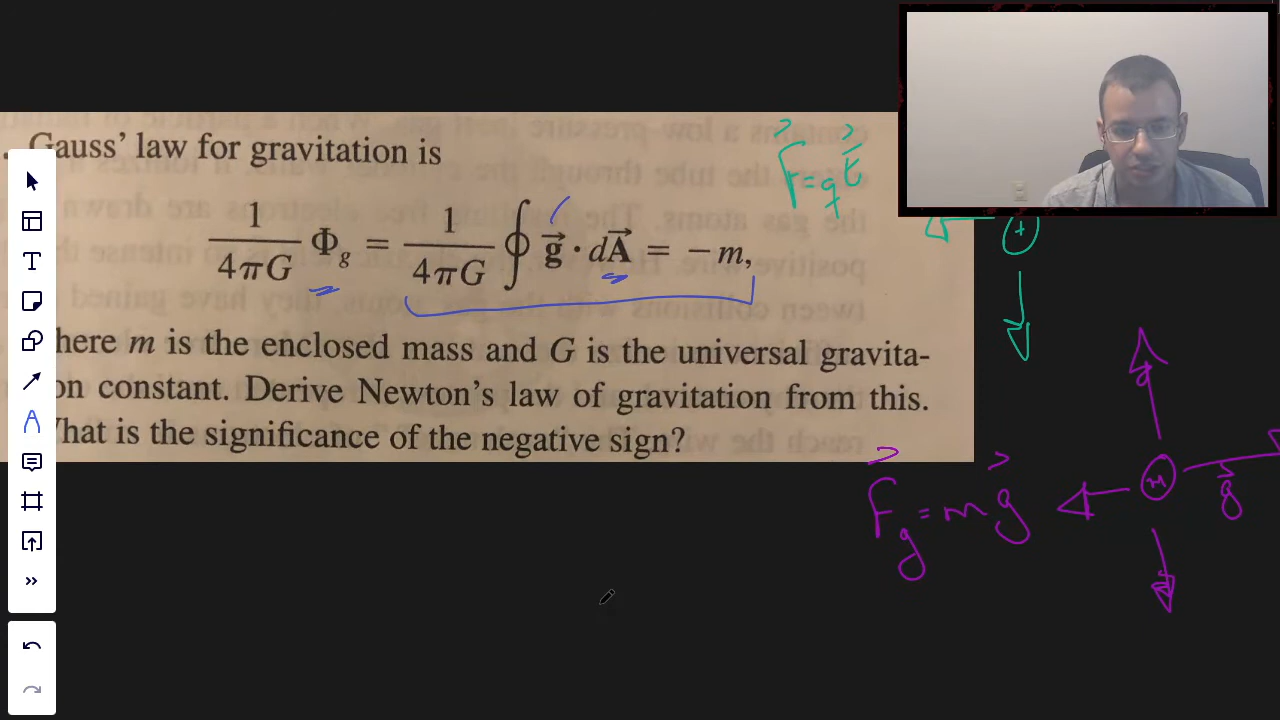 . Gauss' law for gravitation is
1/4πG Φg = 1/4πG ∮ g⃗ · dA⃗ = −m,
here m is the enclosed mass and G is the universal gravita-
on constant. Derive Newton's law of gravitation from this.
hat is the significance of the negative sign?
F⃗ = qE⃗
+
F⃗g = mg⃗
M
g⃗
T
A